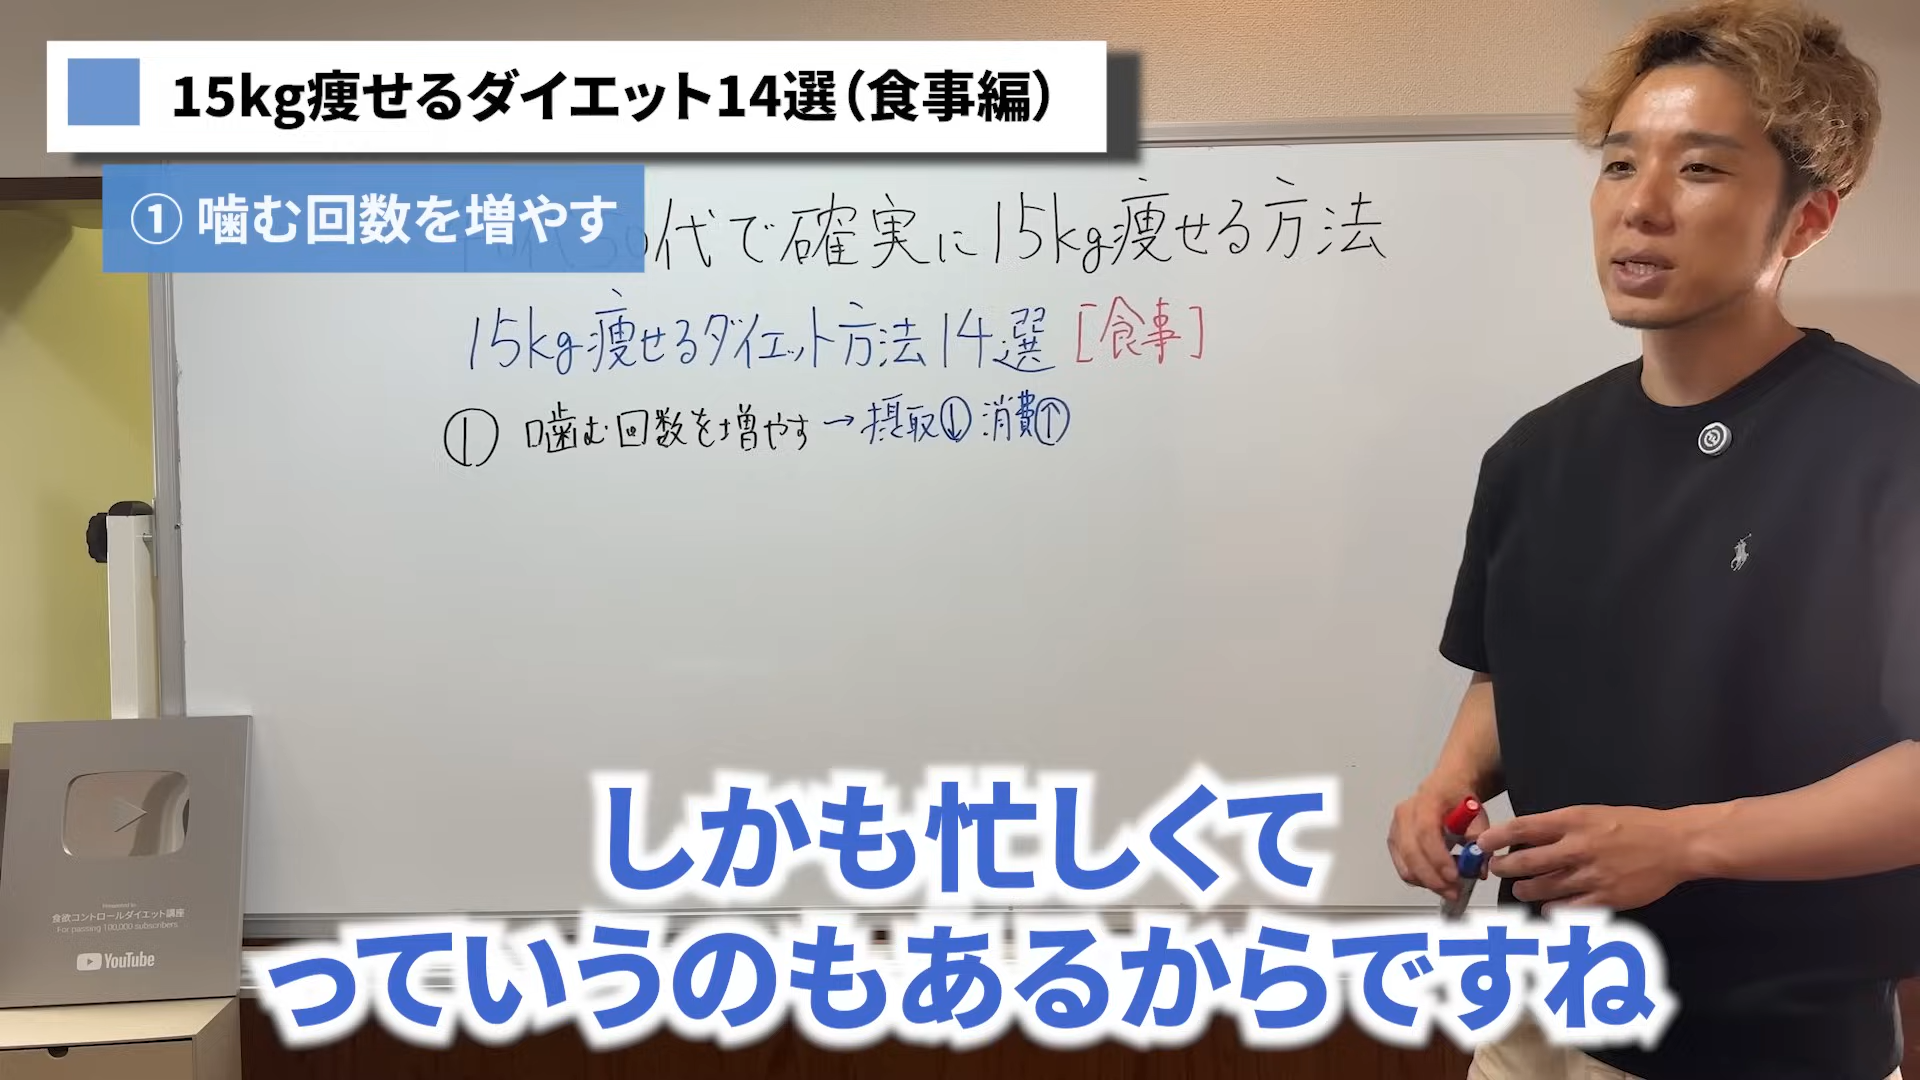 15kg痩せるダイエット14選(食事編)
① 噛む回数を増やす
代で確実に15kg痩せる方法
15kg痩せるダイエット方法14選[食事]
① 噛む回数を増やす→摂取↓消費↑
しかも忙しくて
っていうのもあるからですね
Presented to
食欲コントロールダイエット講座
For passing 100,000 subscribers
YouTube